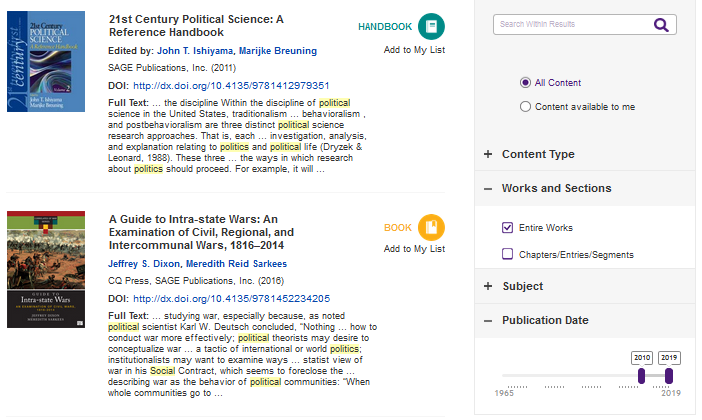 21st Century Political Science: A
Reference Handbook
HANDBOOK
Add to My List
Edited by: John T. Ishiyama, Marijke Breuning
SAGE Publications, Inc. (2011)
DOI: http://dx.doi.org/10.4135/9781412979351
Full Text: ... the discipline Within the discipline of political
science in the United States, traditionalism ... behavioralism ,
and postbehavioralism are three distinct political science
research approaches. That is, each ... investigation, analysis,
and explanation relating to politics and political life (Dryzek &
Leonard, 1988). These three ... the ways in which research
about politics should proceed. For example, it will ...
21st Century
POLITICAL
SCIENCE
A Reference Handbook
Volume 2
John T. Ishiyama
Marijke Breuning
A Guide to Intra-state Wars: An
Examination of Civil, Regional, and
Intercommunal Wars, 1816–2014
BOOK
Add to My List
Jeffrey S. Dixon, Meredith Reid Sarkees
CQ Press, SAGE Publications, Inc. (2016)
DOI: http://dx.doi.org/10.4135/9781452234205
Full Text: ... studying war, especially because, as noted
political scientist Karl W. Deutsch concluded, “Nothing ... how to
conduct war more effectively; political theorists may desire to
conceptualize war ... a tactic of international or world politics;
institutionalists may want to examine ways ... statist view of
war in his Social Contract, which seems to foreclose the ...
describing war as the behavior of political communities: “When
whole communities go to ...
GUIDE TO
Intra-state Wars
Search Within Results
All Content
Content available to me
+ Content Type
– Works and Sections
Entire Works
Chapters/Entries/Segments
+ Subject
– Publication Date
2010 2019
1965 2019